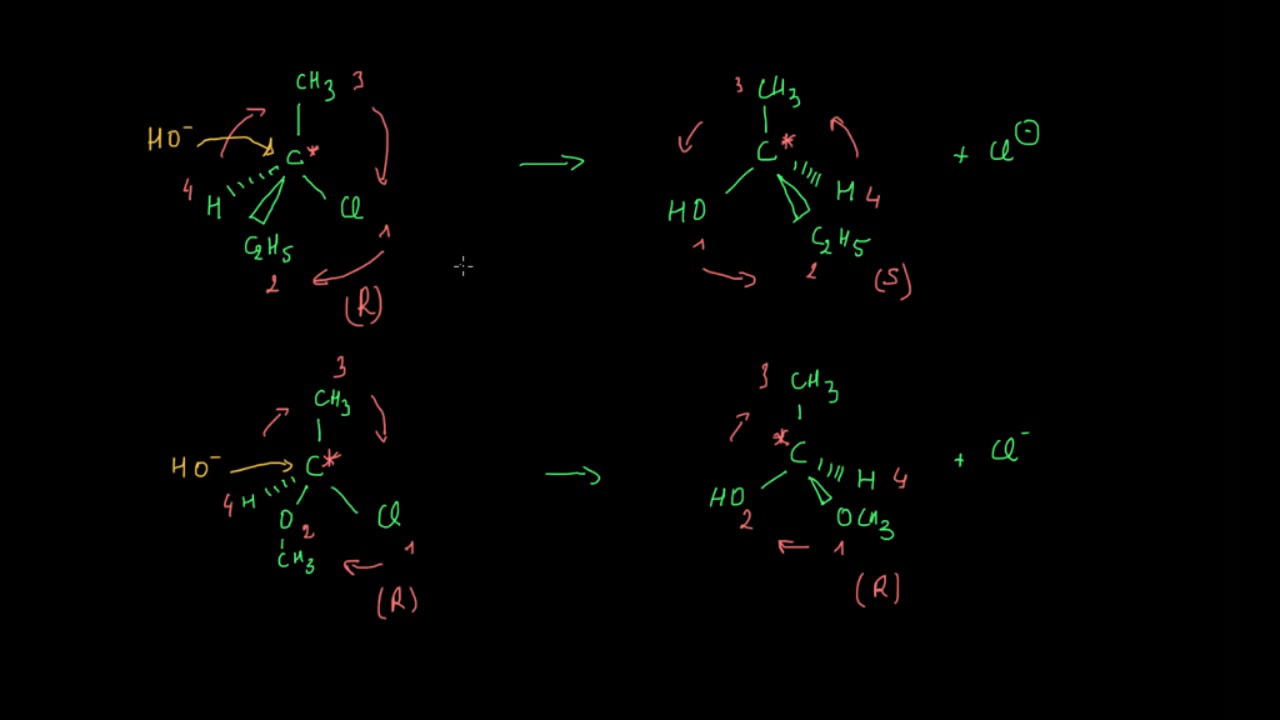 CH3 3
HO⁻ C*
4 H Cl
C2H5 1
2 (R)
3 CH3
C*
HO H 4
1 C2H5
2 (S)
+ Cl⊖
3
CH3
HO⁻ C*
4 H Cl
O 2
CH3 1
(R)
3 CH3
* C
HO H 4
2 OCH3
1
(R)
+ Cl⁻